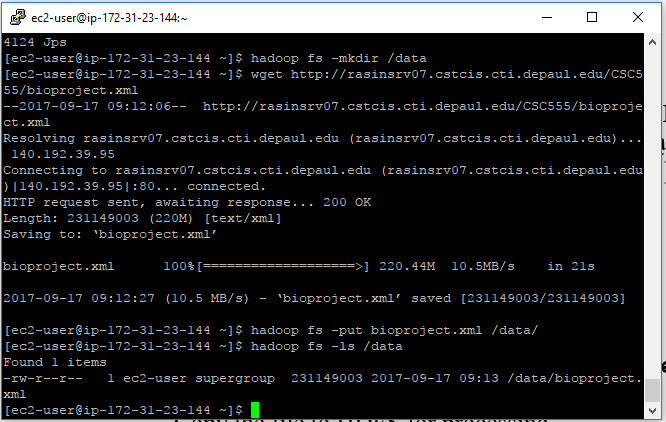 ec2-user@ip-172-31-23-144:~
4124 Jps
[ec2-user@ip-172-31-23-144 ~]$ hadoop fs -mkdir /data
[ec2-user@ip-172-31-23-144 ~]$ wget http://rasinsrv07.cstcis.cti.depaul.edu/CSC5
55/bioproject.xml
--2017-09-17 09:12:06--  http://rasinsrv07.cstcis.cti.depaul.edu/CSC555/bioproje
ct.xml
Resolving rasinsrv07.cstcis.cti.depaul.edu (rasinsrv07.cstcis.cti.depaul.edu)...
 140.192.39.95
Connecting to rasinsrv07.cstcis.cti.depaul.edu (rasinsrv07.cstcis.cti.depaul.edu
)|140.192.39.95|:80... connected.
HTTP request sent, awaiting response... 200 OK
Length: 231149003 (220M) [text/xml]
Saving to: ‘bioproject.xml’
bioproject.xml      100%[===================>] 220.44M  10.5MB/s    in 21s
2017-09-17 09:12:27 (10.5 MB/s) - ‘bioproject.xml’ saved [231149003/231149003]
[ec2-user@ip-172-31-23-144 ~]$ hadoop fs -put bioproject.xml /data/
[ec2-user@ip-172-31-23-144 ~]$ hadoop fs -ls /data
Found 1 items
-rw-r--r--   1 ec2-user supergroup  231149003 2017-09-17 09:13 /data/bioproject.
xml
[ec2-user@ip-172-31-23-144 ~]$